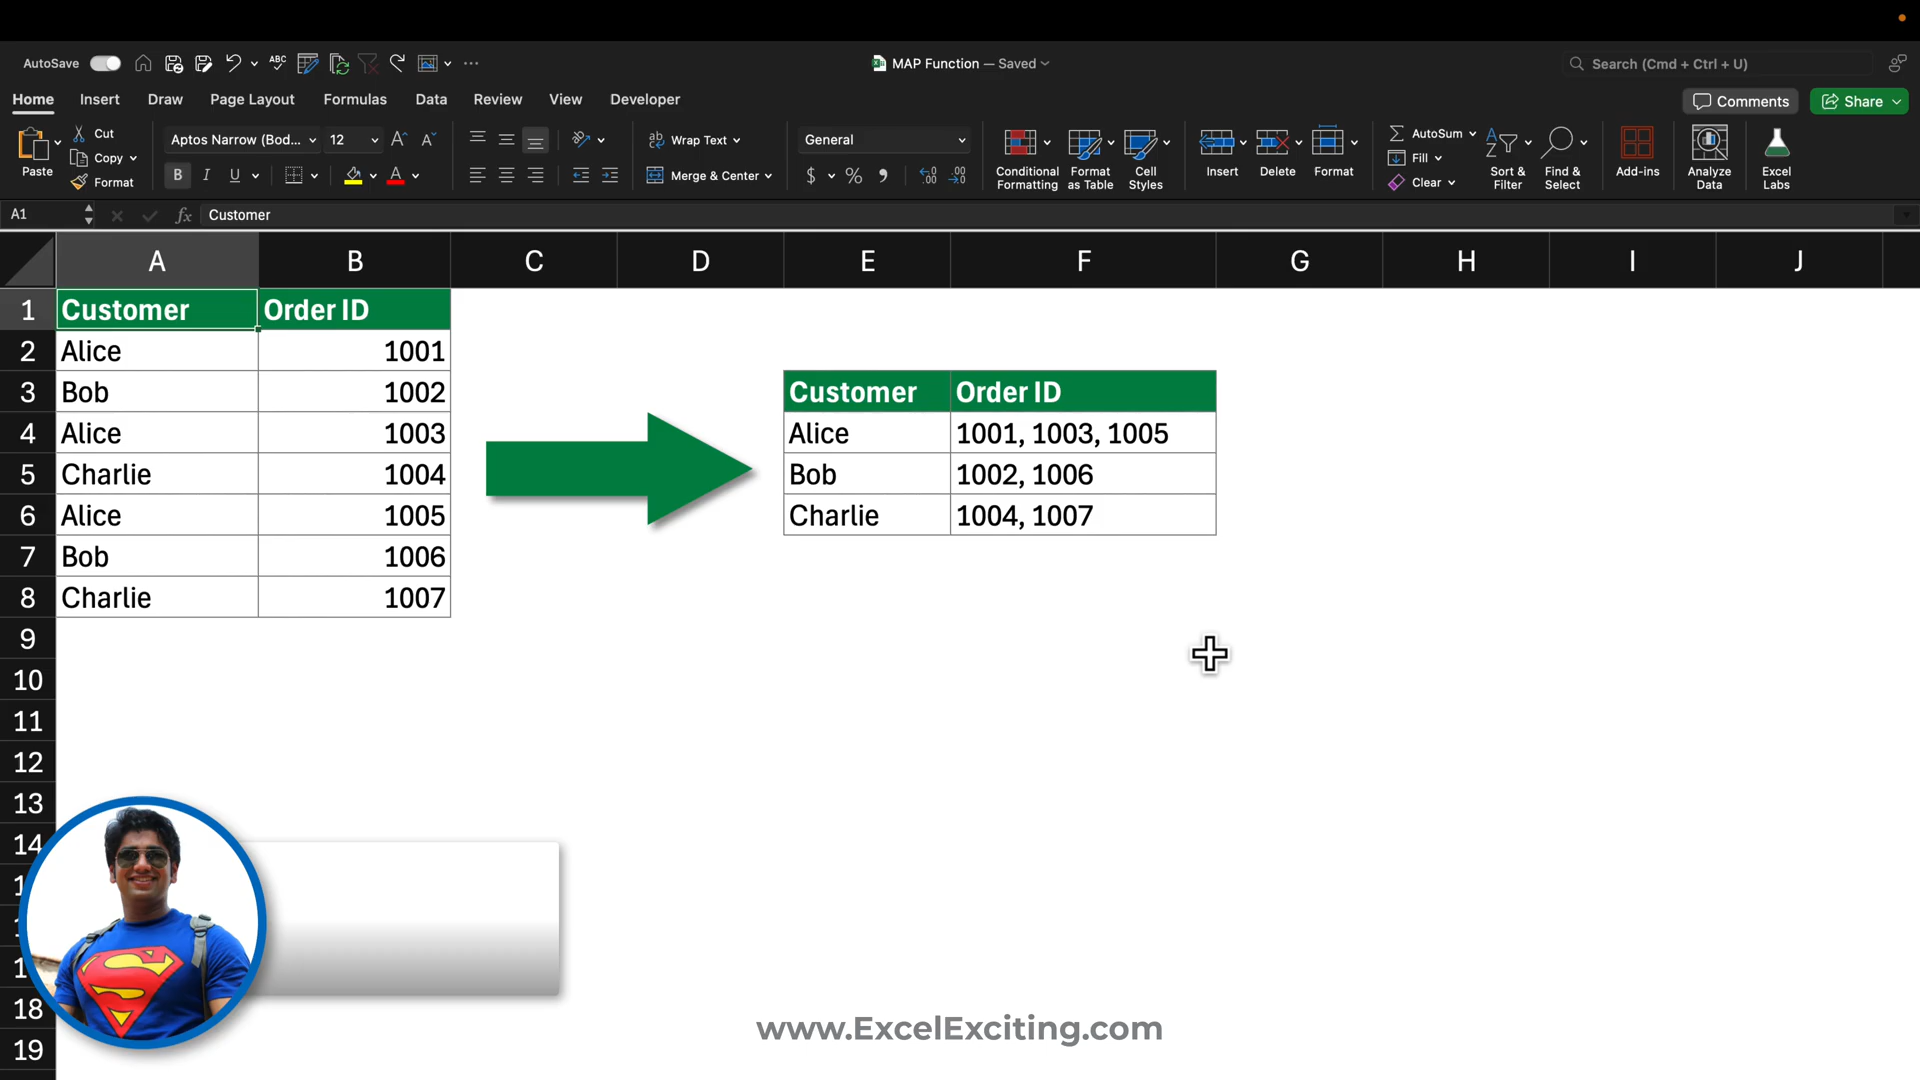 AutoSave
ABC
MAP Function — Saved
Search (Cmd + Ctrl + U)
Home Insert Draw Page Layout Formulas Data Review View Developer
Comments
Share
Paste
Cut
Copy
Format
Aptos Narrow (Bod... 12
B I U
Wrap Text
Merge & Center
General
$ % 9
Conditional Formatting
Format as Table
Cell Styles
Insert
Delete
Format
AutoSum
Fill
Clear
Sort & Filter
Find & Select
Add-ins
Analyze Data
Excel Labs
A1 fx Customer
A B C D E F G H I J
1 Customer Order ID
2 Alice 1001
3 Bob 1002 Customer Order ID
4 Alice 1003 Alice 1001, 1003, 1005
5 Charlie 1004 Bob 1002, 1006
6 Alice 1005 Charlie 1004, 1007
7 Bob 1006
8 Charlie 1007
9
10
11
12
13
14
18
19
www.ExcelExciting.com